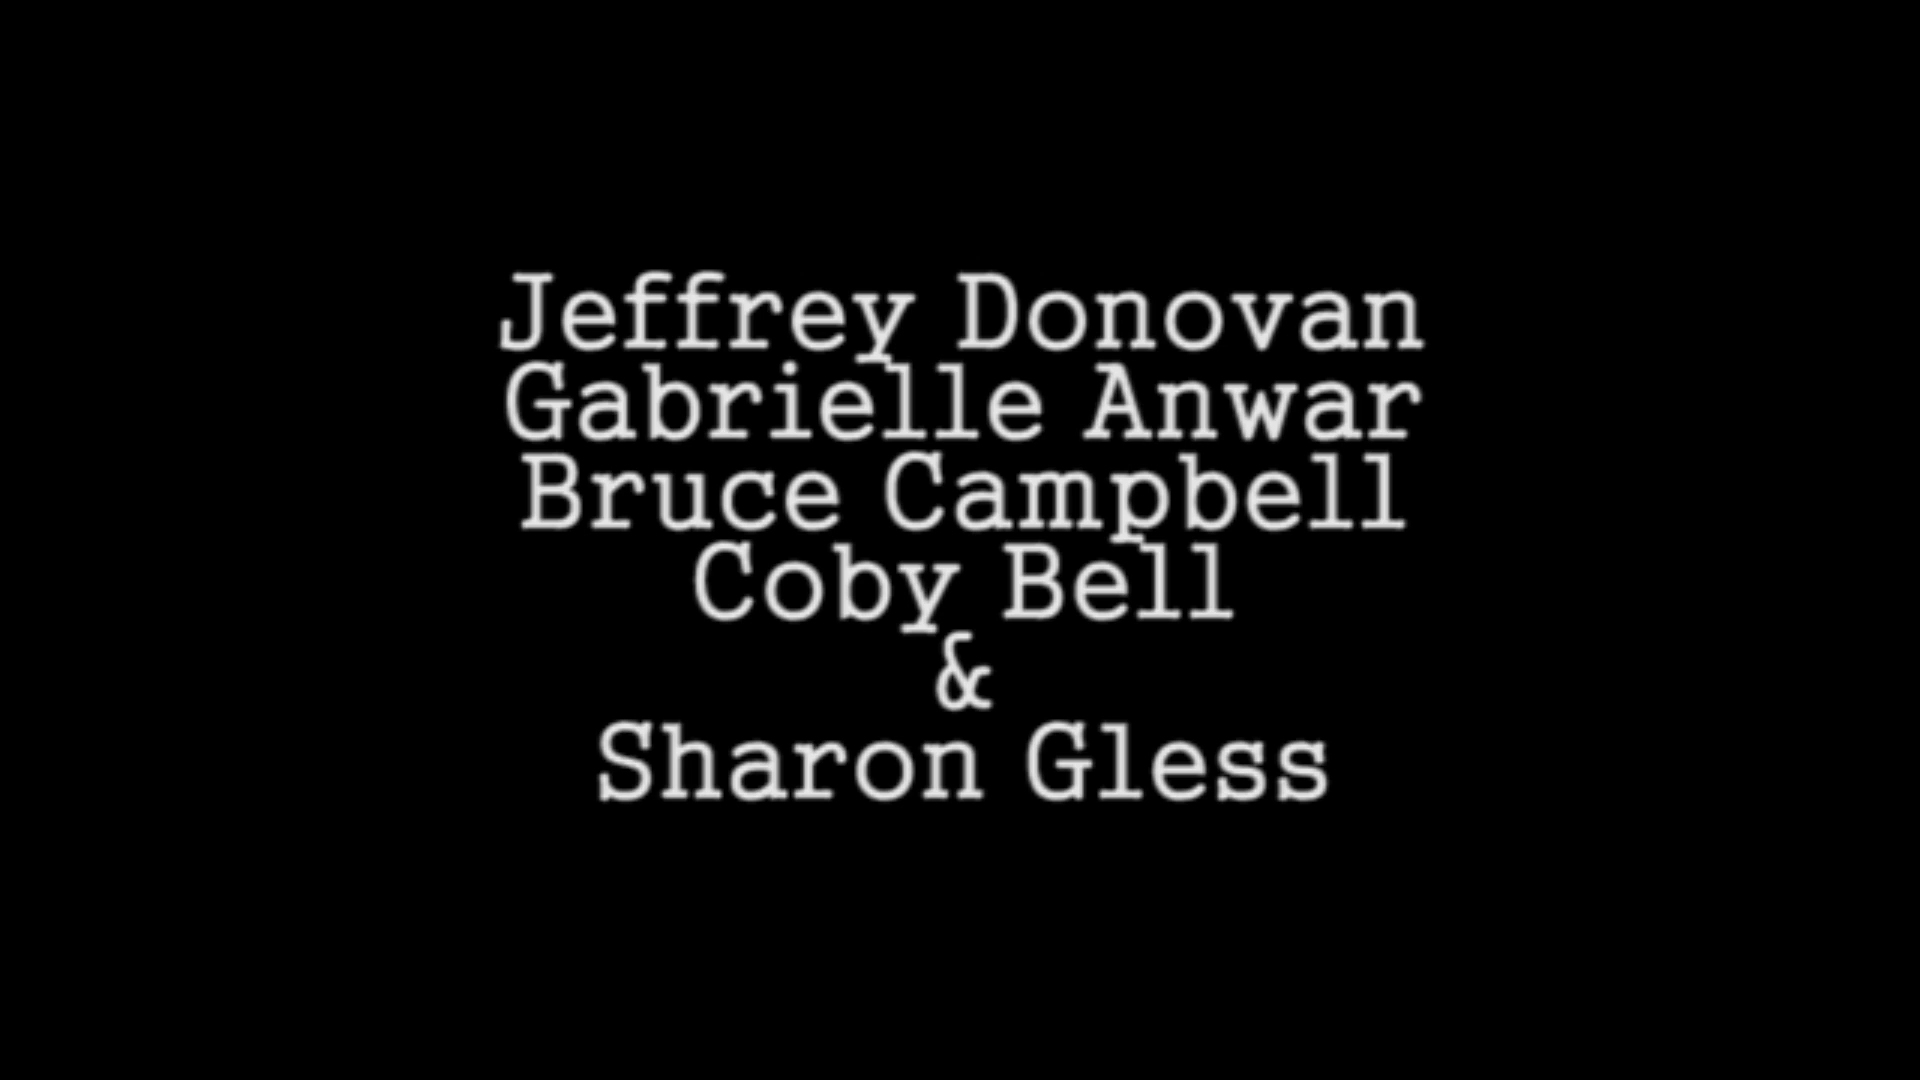 Jeffrey Donovan
Gabrielle Anwar
Bruce Campbell
Coby Bell
&
Sharon Gless